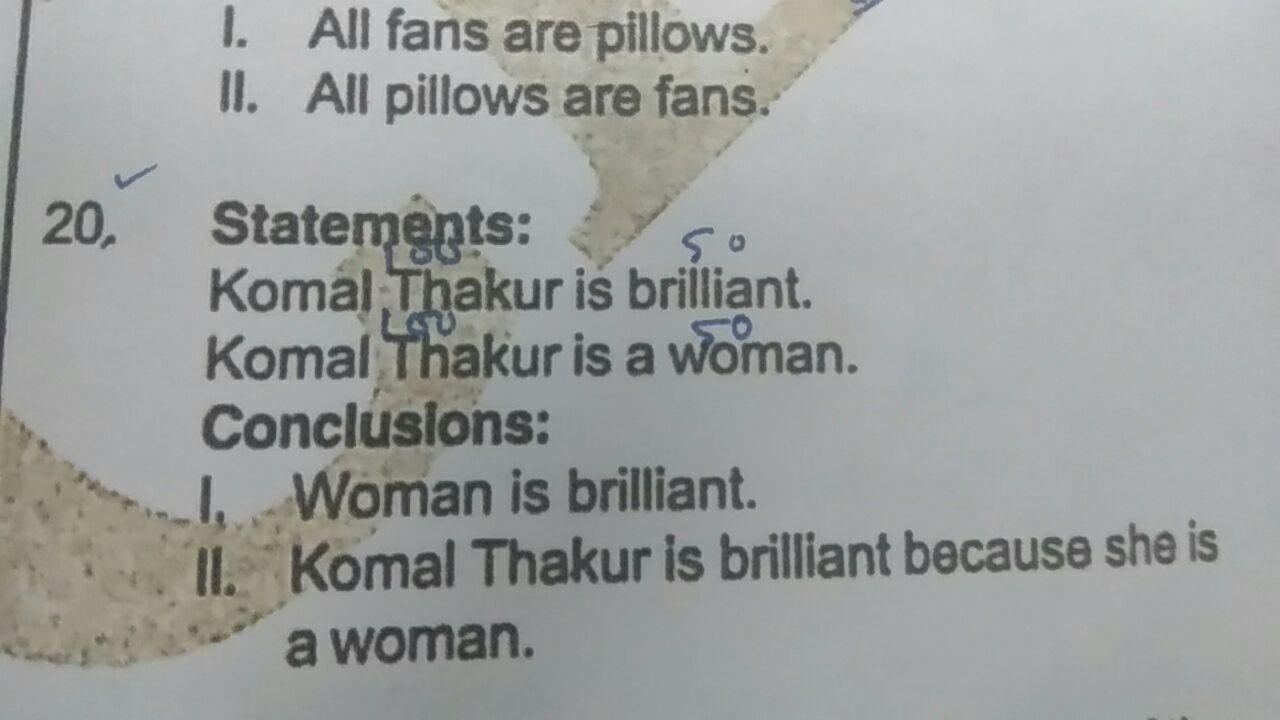 I. All fans are pillows.
II. All pillows are fans.
20. Statements:
100 50
Komal Thakur is brilliant.
100 50
Komal Thakur is a woman.
Conclusions:
I. Woman is brilliant.
II. Komal Thakur is brilliant because she is
a woman.